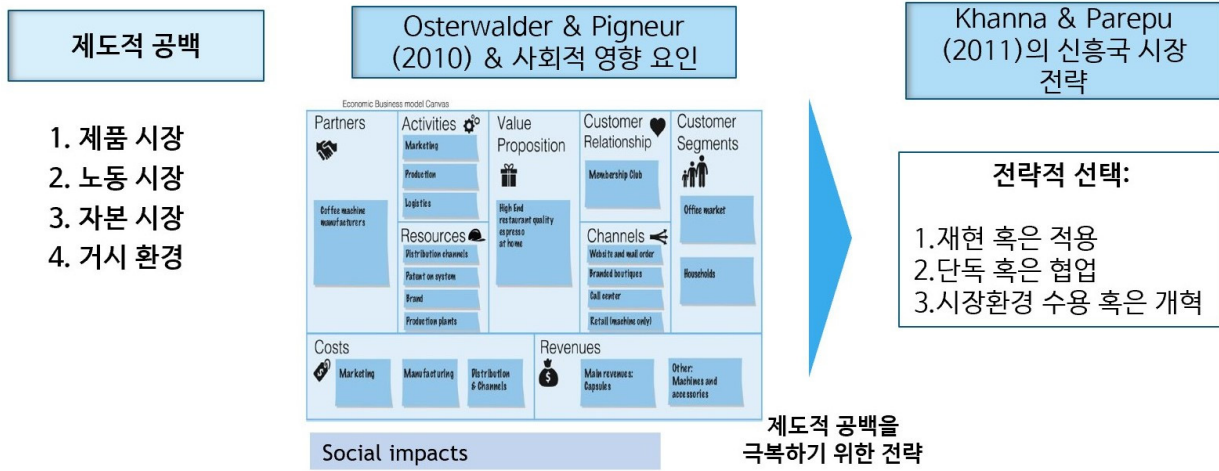 제도적 공백
1. 제품 시장
2. 노동 시장
3. 자본 시장
4. 거시 환경
Osterwalder & Pigneur
(2010) & 사회적 영향 요인
Economic Business model Canvas
Partners
Coffee machine
manufacturers
Activities
Marketing
Production
Logistics
Resources
Distribution channels
Patent on system
Brand
Production plants
Value
Proposition
High End
restaurant quality
espresso
at home
Customer
Relationship
Membership Club
Channels
Website and mail order
Branded boutiques
Call center
Retail (machine only)
Customer
Segments
Office market
Households
Costs
Marketing
Manufacturing
Distribution
& Channels
Revenues
Main revenues:
Capsules
Other:
Machines and
accessories
Social impacts
제도적 공백을
극복하기 위한 전략
Khanna & Parepu
(2011)의 신흥국 시장
전략
전략적 선택:
1.재현 혹은 적용
2.단독 혹은 협업
3.시장환경 수용 혹은 개혁